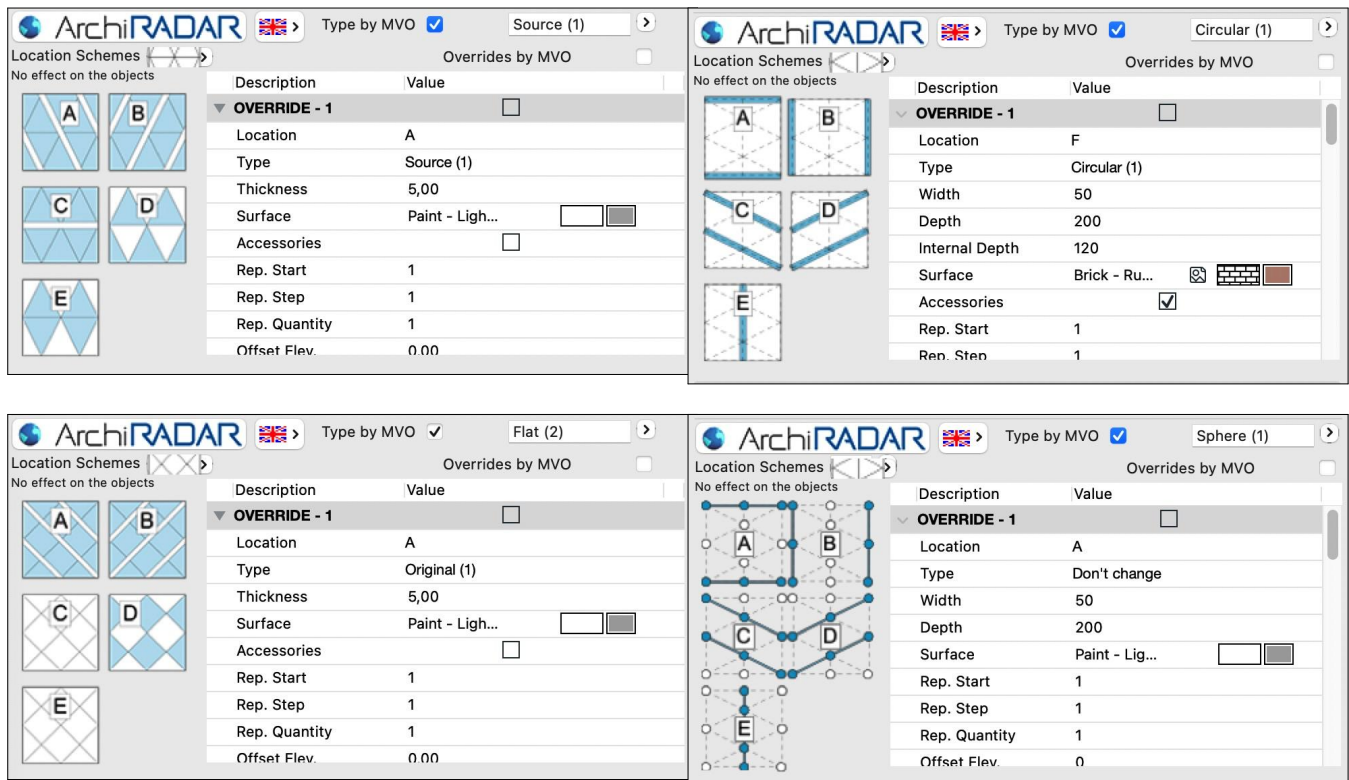 ArchiRADAR Type by MVO Source (1)
Location Schemes Overrides by MVO
No effect on the objects
Description Value
A B OVERRIDE - 1
Location A
Type Source (1)
Thickness 5,00
C D Surface Paint - Ligh...
Accessories
Rep. Start 1
E Rep. Step 1
Rep. Quantity 1
Offset Elev. 0.00
ArchiRADAR Type by MVO Circular (1)
Location Schemes Overrides by MVO
No effect on the objects
Description Value
A B OVERRIDE - 1
Location F
Type Circular (1)
Width 50
C D Depth 200
Internal Depth 120
Surface Brick - Ru...
E Accessories
Rep. Start 1
Rep. Step 1
ArchiRADAR Type by MVO Flat (2)
Location Schemes Overrides by MVO
No effect on the objects
Description Value
A B OVERRIDE - 1
Location A
Type Original (1)
Thickness 5,00
C D Surface Paint - Ligh...
Accessories
Rep. Start 1
E Rep. Step 1
Rep. Quantity 1
Offset Elev. 0.00
ArchiRADAR Type by MVO Sphere (1)
Location Schemes Overrides by MVO
No effect on the objects
Description Value
OVERRIDE - 1
A B Location A
Type Don't change
Width 50
C D Depth 200
Surface Paint - Lig...
Rep. Start 1
Rep. Step 1
E Rep. Quantity 1
Offset Elev. 0